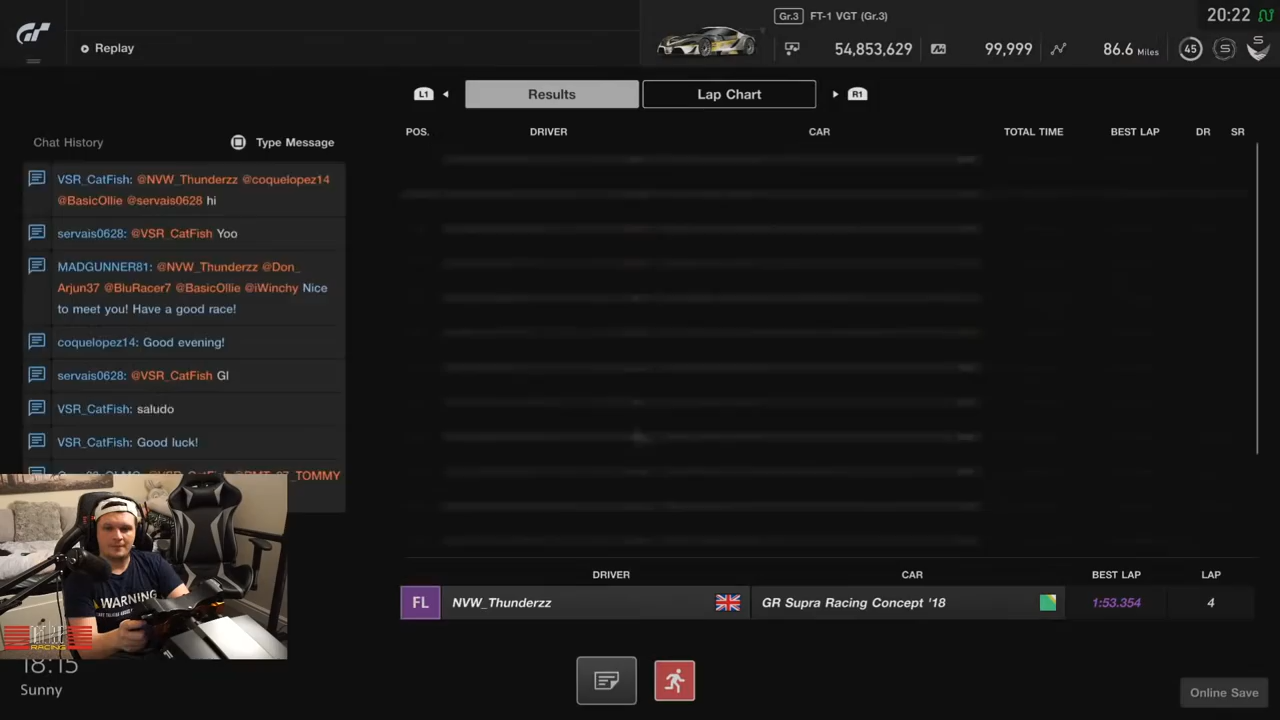 Replay
Gr.3 FT-1 VGT (Gr.3)
54,853,629 99,999 86.6 Miles 45 S S
20:22
L1 Results Lap Chart R1
Chat History Type Message
POS. DRIVER CAR TOTAL TIME BEST LAP DR SR
VSR_CatFish: @NVW_Thunderzz @coquelopez14
@BasicOllie @servais0628 hi
servais0628: @VSR_CatFish Yoo
MADGUNNER81: @NVW_Thunderzz @Don_
Arjun37 @BluRacer7 @BasicOllie @iWinchy Nice
to meet you! Have a good race!
coquelopez14: Good evening!
servais0628: @VSR_CatFish Gl
VSR_CatFish: saludo
VSR_CatFish: Good luck!
_TOMMY
WARNING
RACING
DRIVER CAR BEST LAP LAP
FL NVW_Thunderzz GR Supra Racing Concept '18 1:53.354 4
18:15
Sunny
Online Save